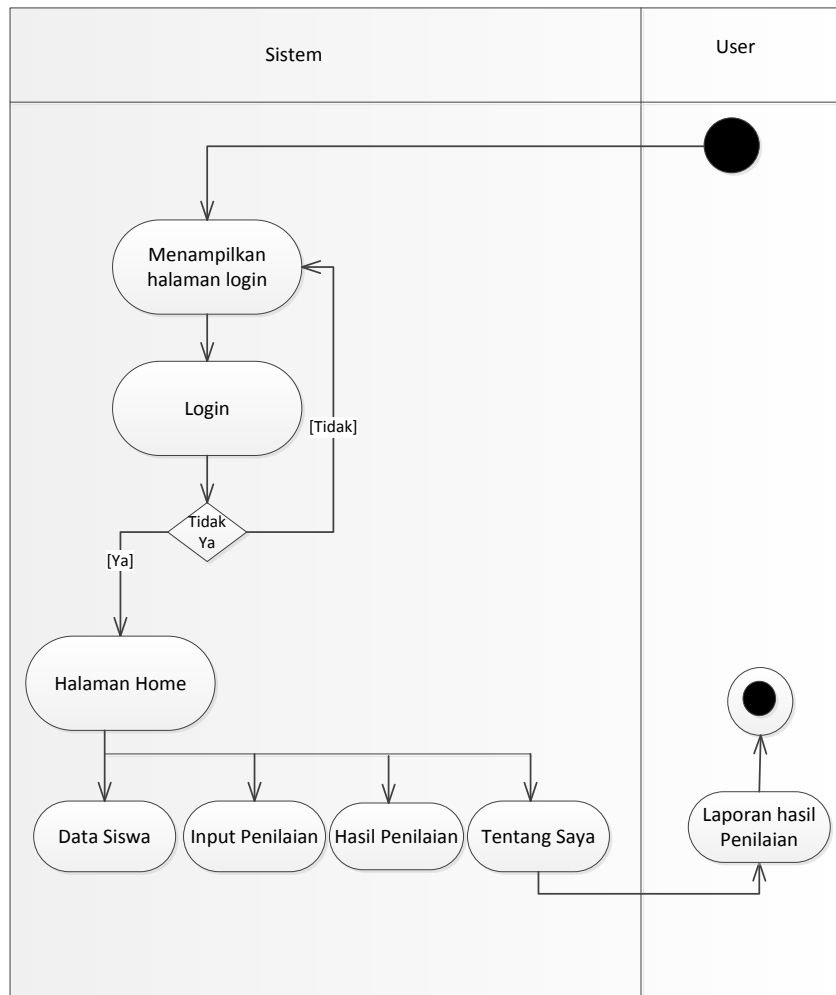 Sistem
User
Menampilkan
halaman login
Login
[Tidak]
Tidak
Ya
[Ya]
Halaman Home
Data Siswa
Input Penilaian
Hasil Penilaian
Tentang Saya
Laporan hasil
Penilaian